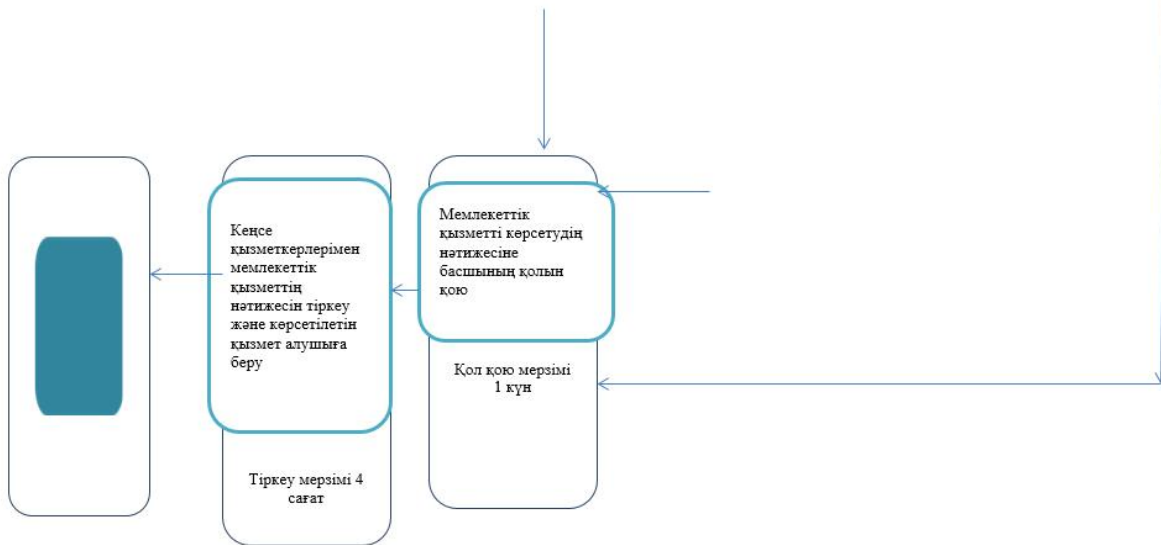 Кеңсе
қызметкерлерімен
мемлекеттік
қызметтің
нәтижесін тіркеу
және көрсетілетін
қызмет алушыға
беру
Тіркеу мерзімі 4
сағат
Мемлекеттік
қызметті көрсетудің
нәтижесіне
басшының қолын
қою
Қол қою мерзімі
1 күн